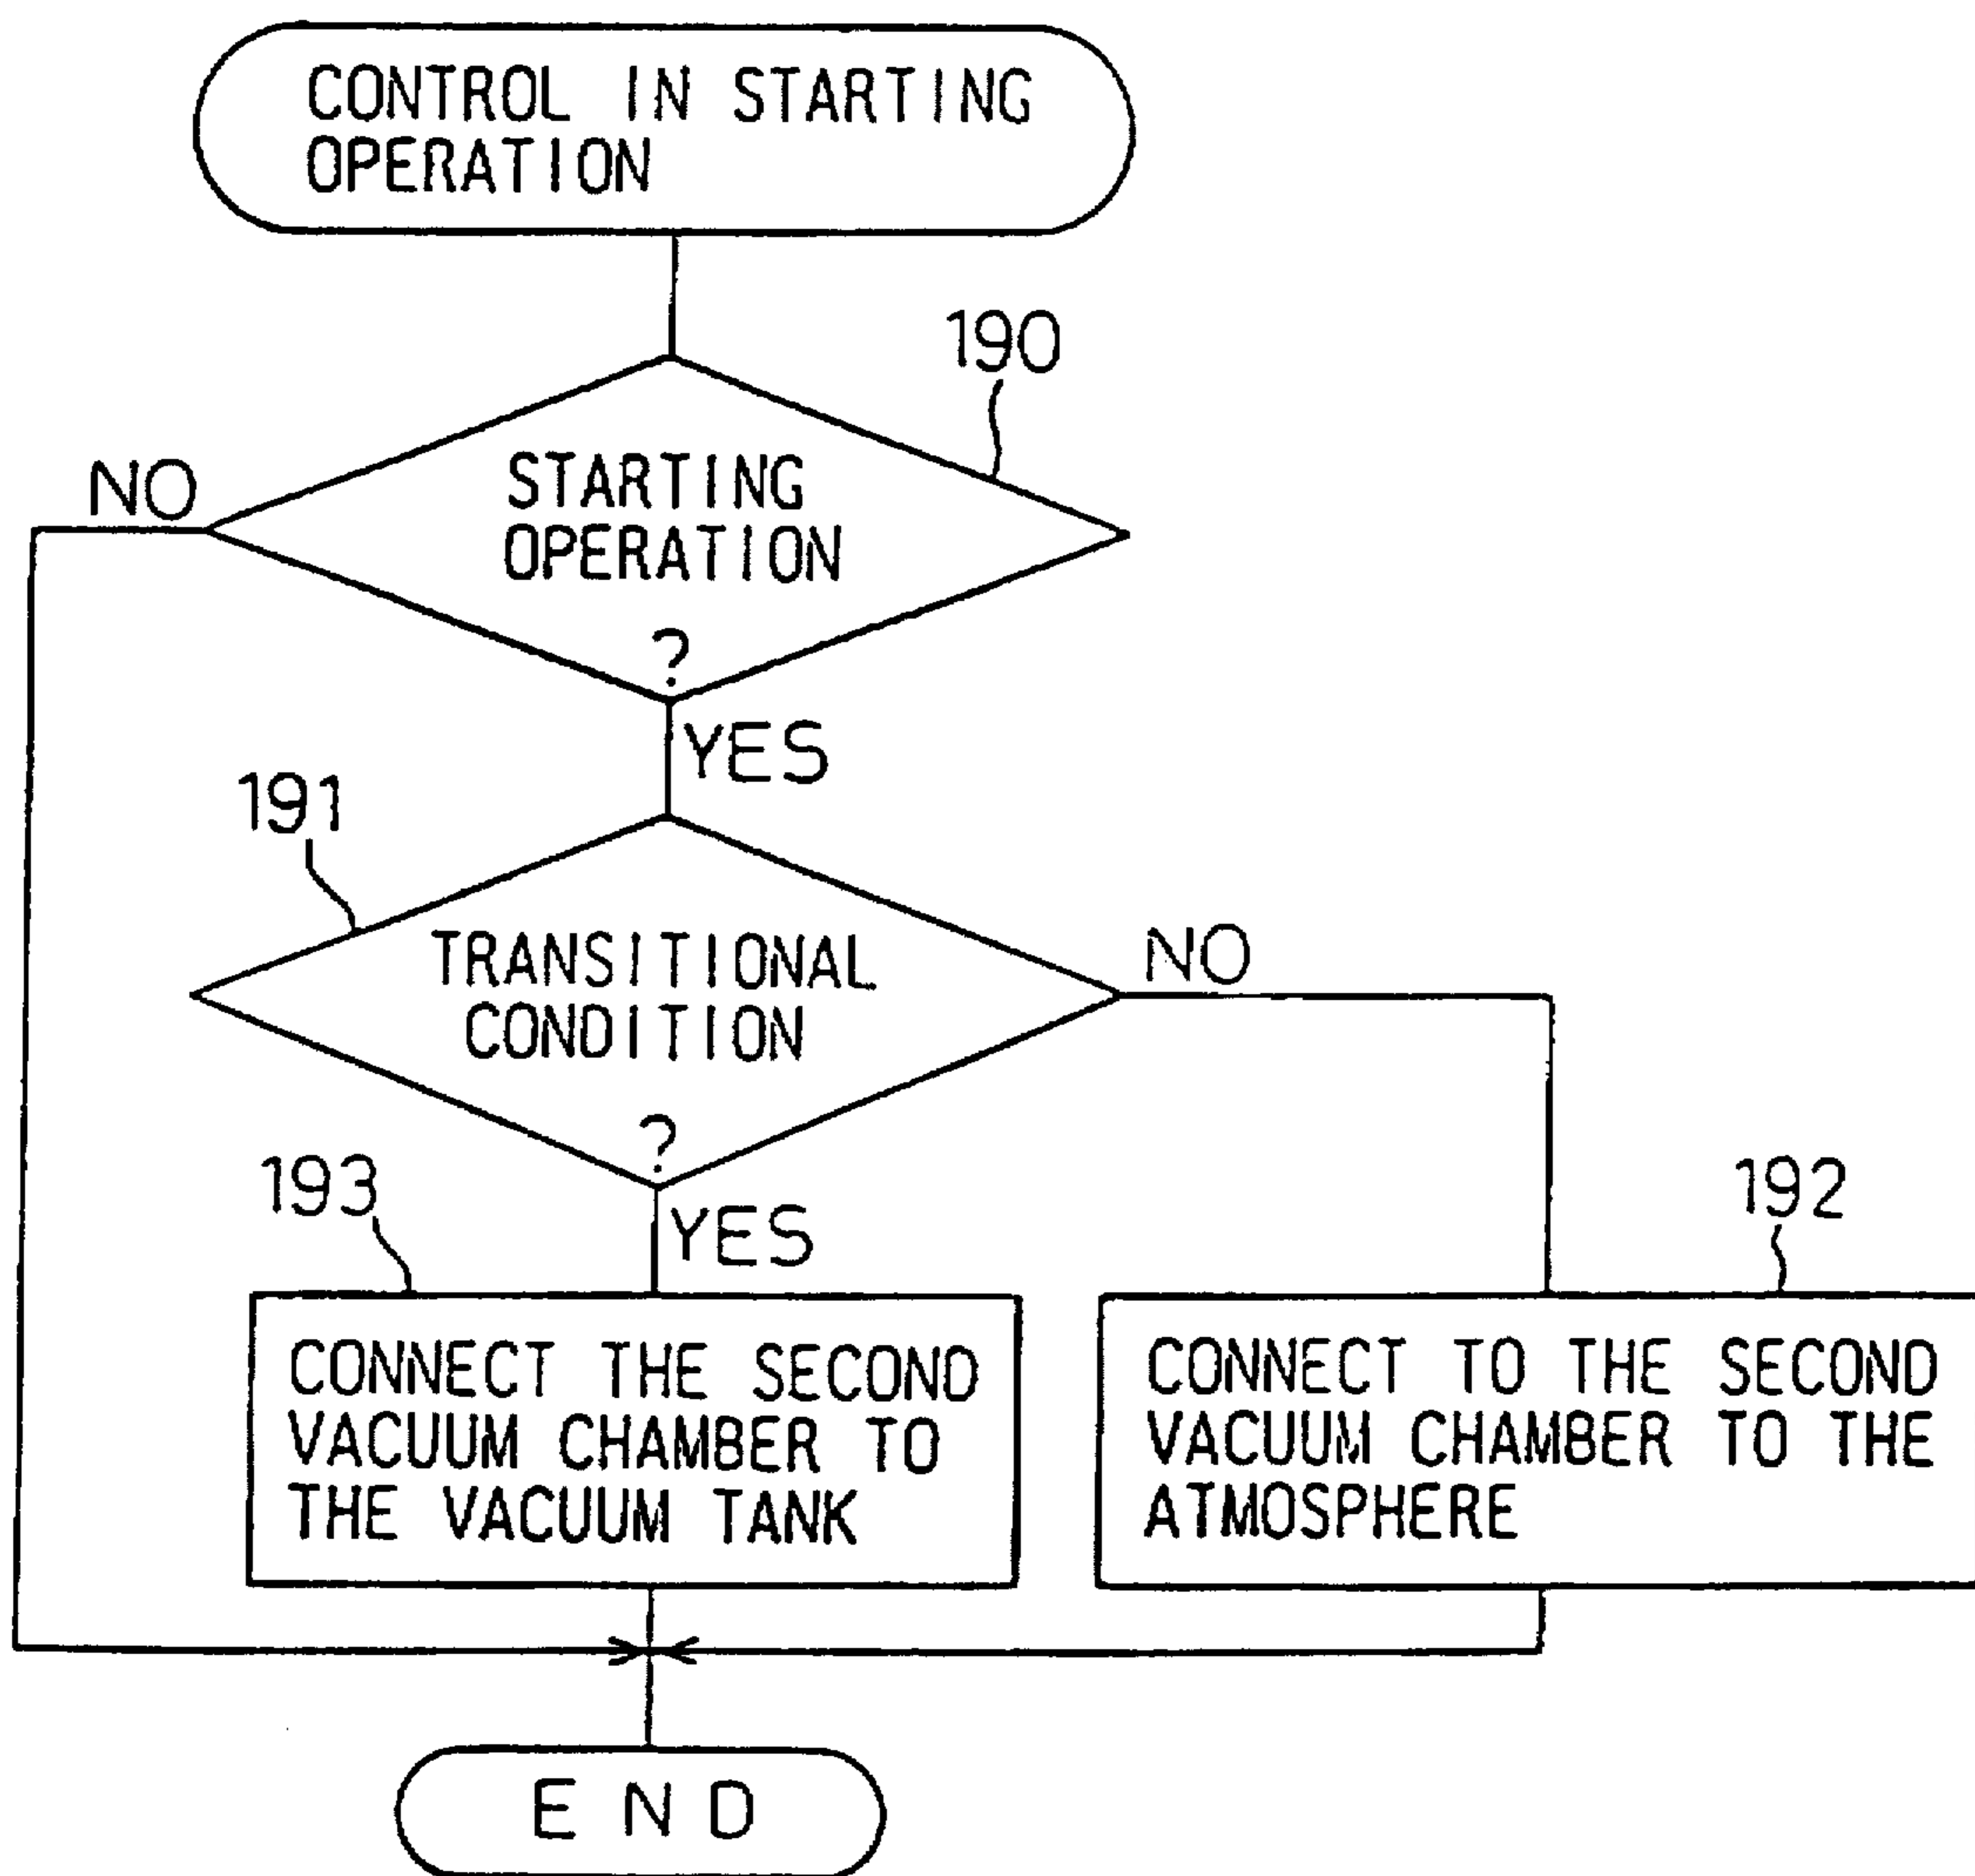 CONTROL IN STARTING
OPERATION
190
NO
STARTING
OPERATION
?
YES
191
TRANSITIONAL
CONDITION
?
NO
193
YES
192
CONNECT THE SECOND
VACUUM CHAMBER TO
THE VACUUM TANK
CONNECT TO THE SECOND
VACUUM CHAMBER TO THE
ATMOSPHERE
END